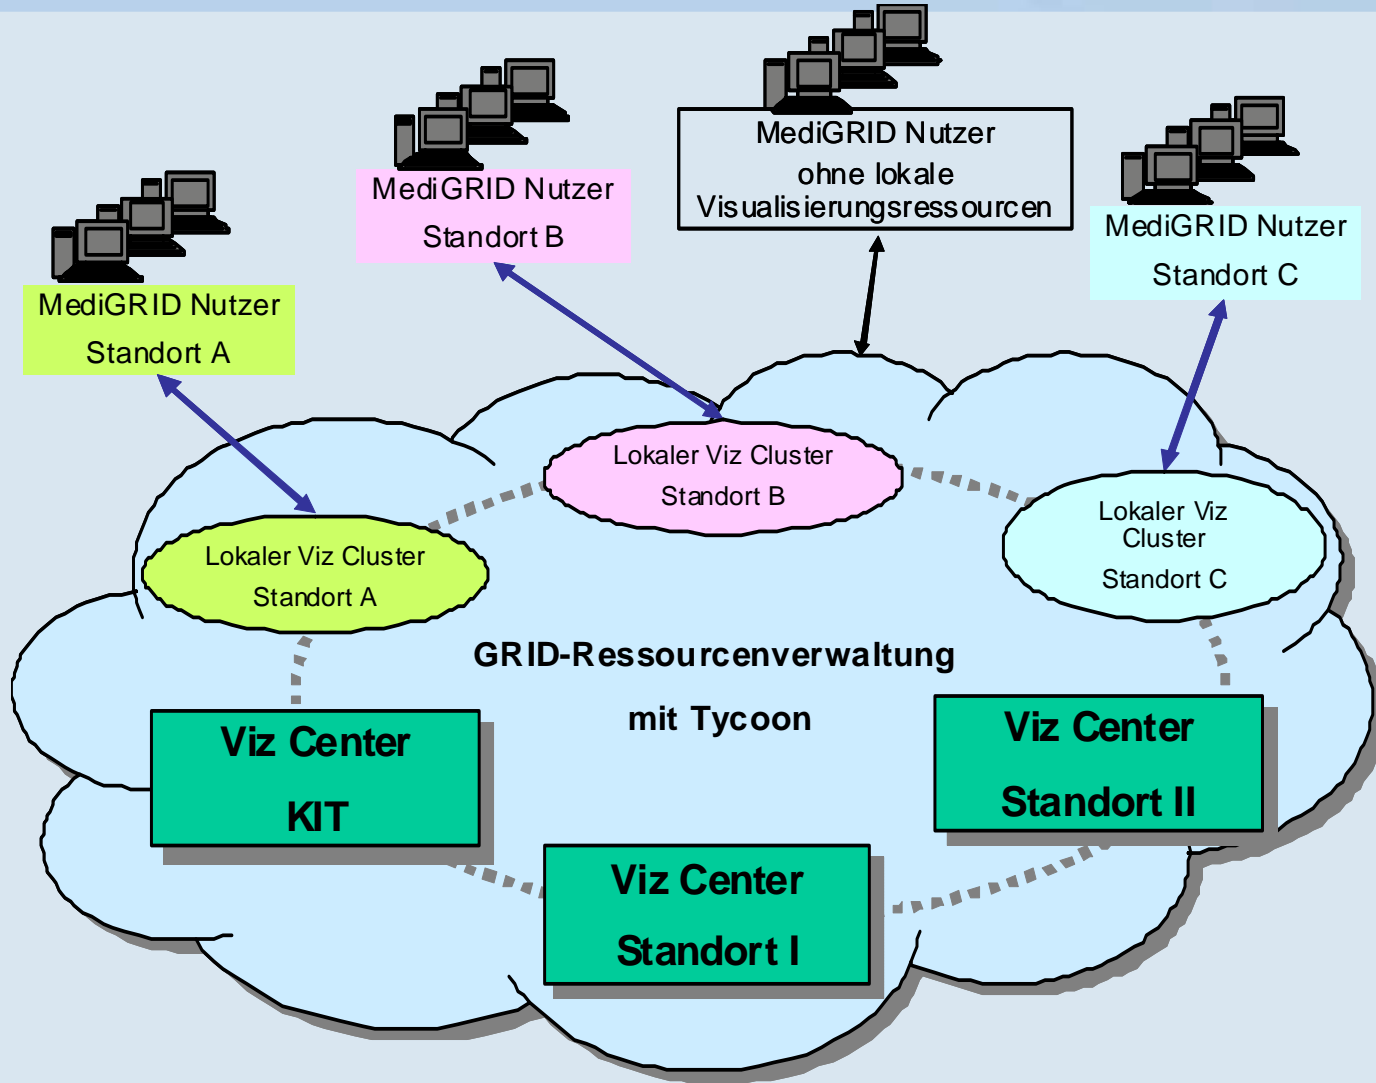 MediGRID Nutzer
ohne lokale
Visualisierungsressourcen
MediGRID Nutzer
Standort B
MediGRID Nutzer
Standort C
MediGRID Nutzer
Standort A
Lokaler Viz Cluster
Standort B
Lokaler Viz
Cluster
Standort C
Lokaler Viz Cluster
Standort A
GRID-Ressourcenverwaltung
mit Tycoon
Viz Center
KIT
Viz Center
Standort II
Viz Center
Standort I